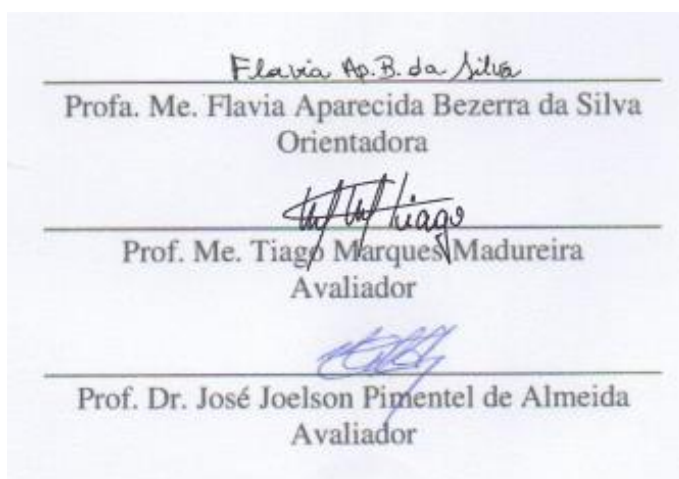 Flavia Ap. B. da Silva
Profa. Me. Flavia Aparecida Bezerra da Silva
Orientadora
Tiago
Prof. Me. Tiago Marques Madureira
Avaliador
Prof. Dr. José Joelson Pimentel de Almeida
Avaliador